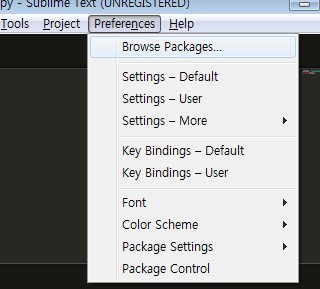 py - Sublime Text (UNREGISTERED)
Tools Project Preferences Help
Browse Packages...
Settings – Default
Settings – User
Settings – More
Key Bindings – Default
Key Bindings – User
Font
Color Scheme
Package Settings
Package Control